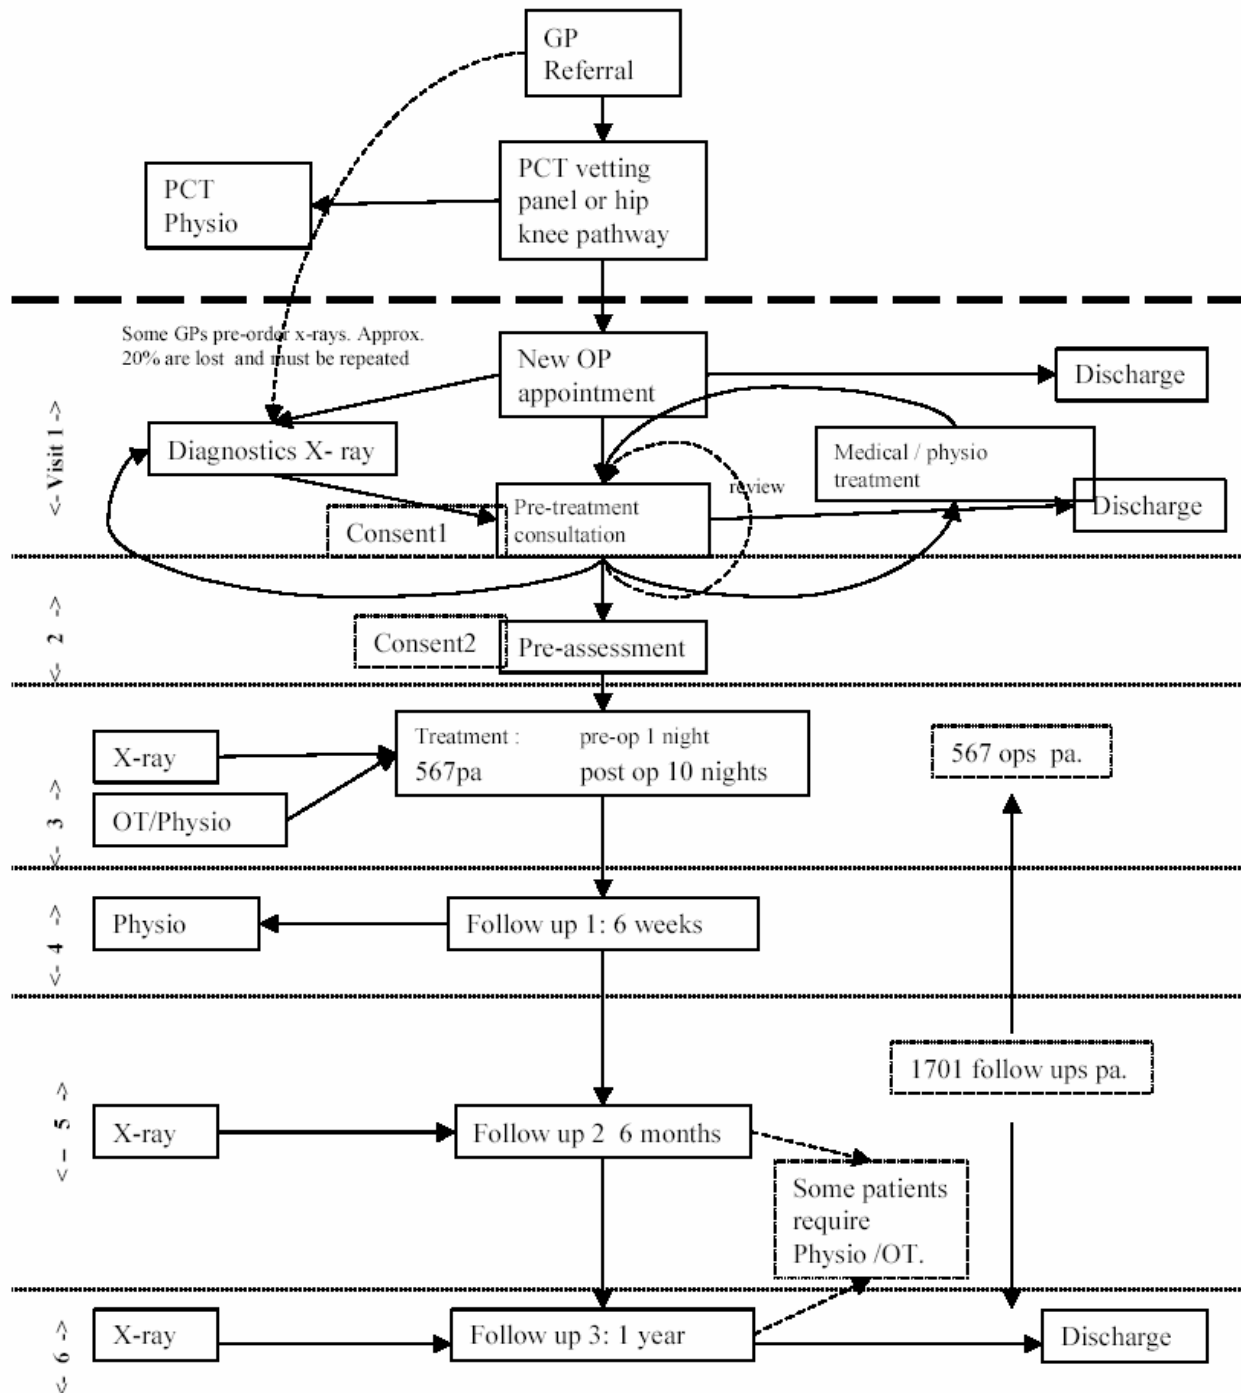 GP
Referral
PCT vetting
panel or hip
knee pathway
PCT
Physio
Some GPs pre-order x-rays. Approx.
20% are lost and must be repeated
New OP
appointment
Discharge
<- Visit 1 ->
Diagnostics X- ray
Medical / physio
treatment
review
Consent1
Pre-treatment
consultation
Discharge
<- 2 ->
Consent2
Pre-assessment
<- 3 ->
X-ray
OT/Physio
Treatment : pre-op 1 night
567pa post op 10 nights
567 ops pa.
<- 4 ->
Physio
Follow up 1: 6 weeks
1701 follow ups pa.
<- 5 ->
X-ray
Follow up 2 6 months
Some patients
require
Physio /OT.
<- 6 ->
X-ray
Follow up 3: 1 year
Discharge